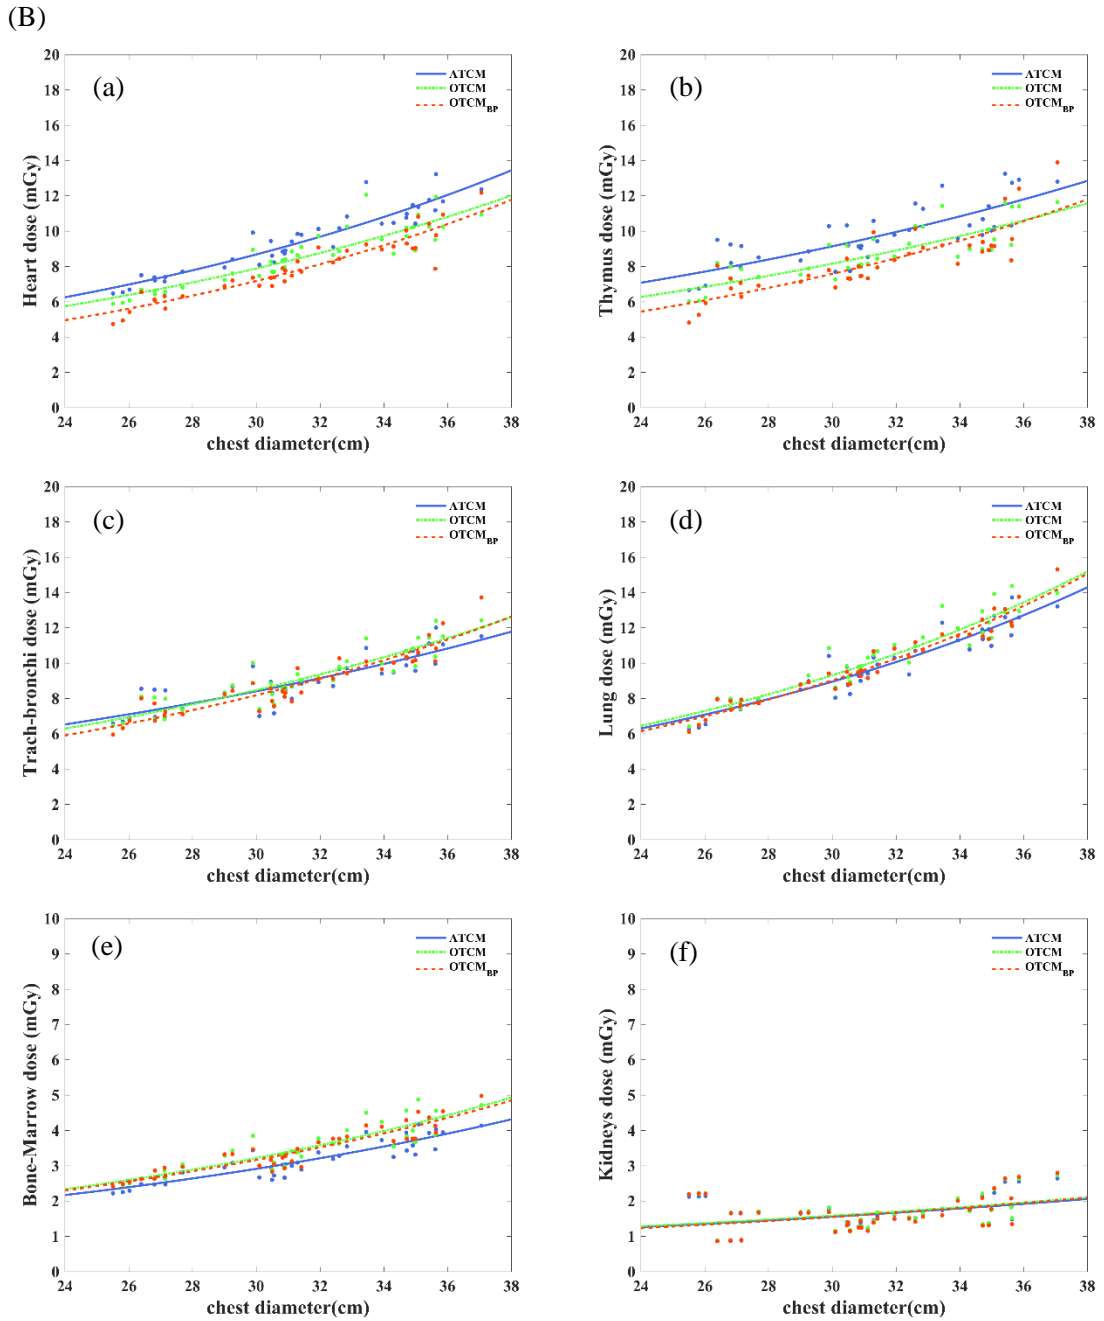 (B)
(a)
Heart dose (mGy)
20
18
16
14
12
10
8
6
4
2
0
24 26 28 30 32 34 36 38
chest diameter(cm)
ATCM
OTCM
OTCM_BP
(b)
Thymus dose (mGy)
20
18
16
14
12
10
8
6
4
2
0
24 26 28 30 32 34 36 38
chest diameter(cm)
ATCM
OTCM
OTCM_BP
(c)
Trach-bronchi dose (mGy)
20
18
16
14
12
10
8
6
4
2
0
24 26 28 30 32 34 36 38
chest diameter(cm)
ATCM
OTCM
OTCM_BP
(d)
Lung dose (mGy)
20
18
16
14
12
10
8
6
4
2
0
24 26 28 30 32 34 36 38
chest diameter(cm)
ATCM
OTCM
OTCM_BP
(e)
Bone-Marrow dose (mGy)
10
9
8
7
6
5
4
3
2
1
0
24 26 28 30 32 34 36 38
chest diameter(cm)
ATCM
OTCM
OTCM_BP
(f)
Kidneys dose (mGy)
10
9
8
7
6
5
4
3
2
1
0
24 26 28 30 32 34 36 38
chest diameter(cm)
ATCM
OTCM
OTCM_BP